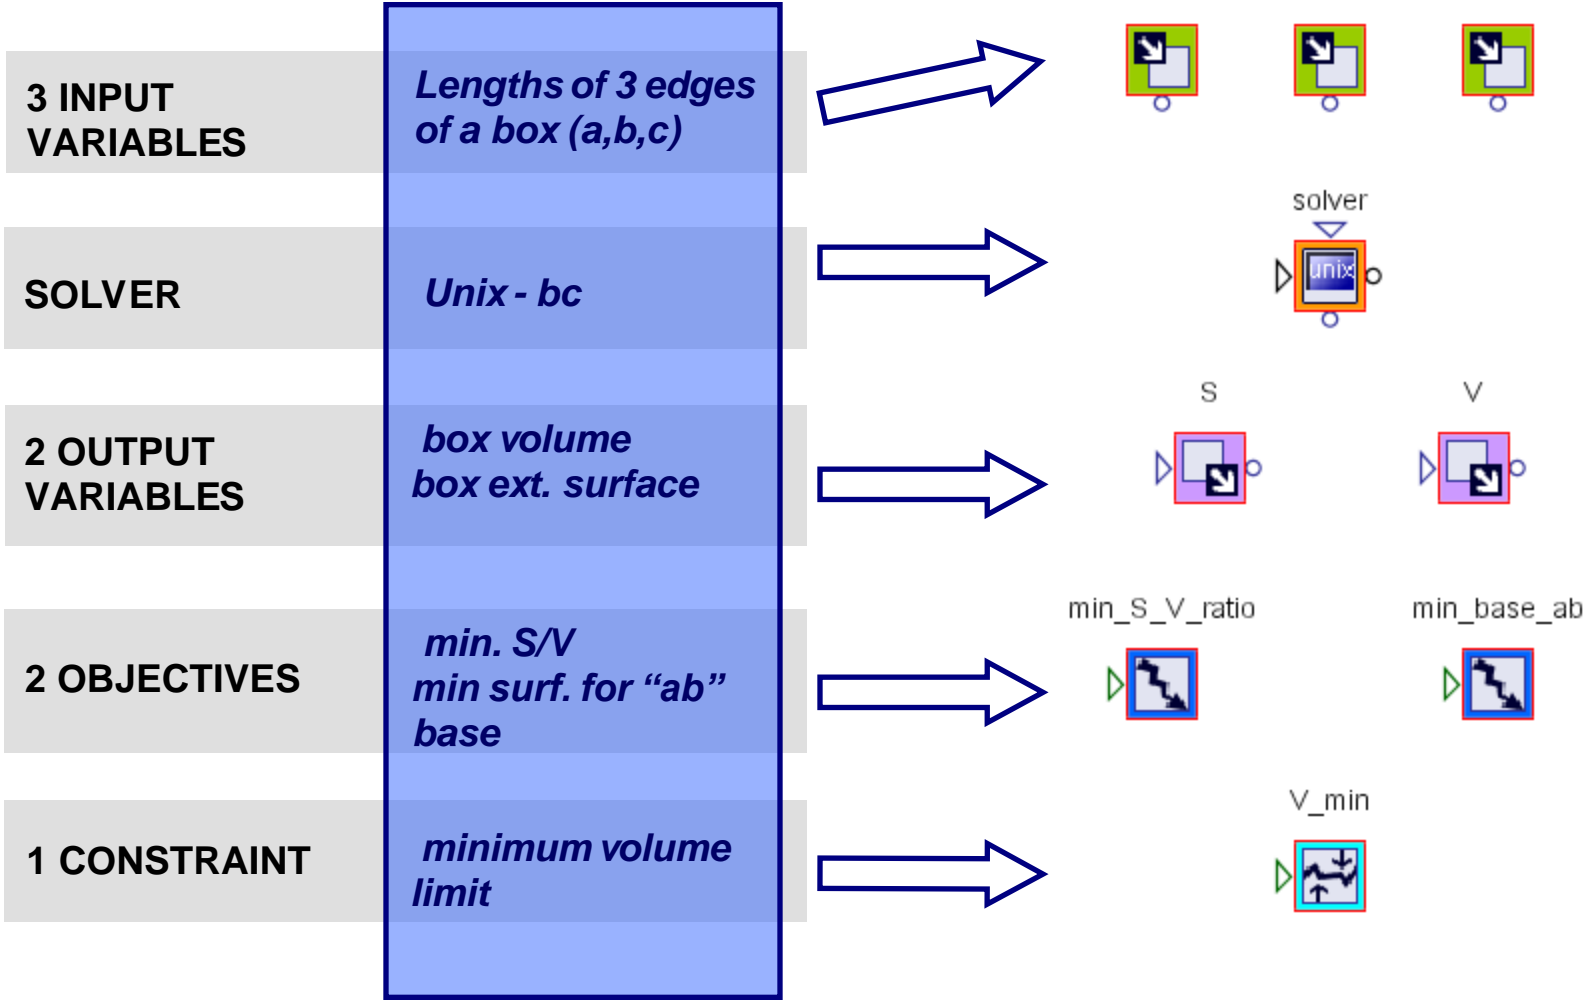 3 INPUT
VARIABLES
Lengths of 3 edges
of a box (a,b,c)
solver
SOLVER
Unix - bc
unix
S
V
2 OUTPUT
VARIABLES
box volume
box ext. surface
min_S_V_ratio
min_base_ab
2 OBJECTIVES
min. S/V
min surf. for “ab”
base
V_min
1 CONSTRAINT
minimum volume
limit